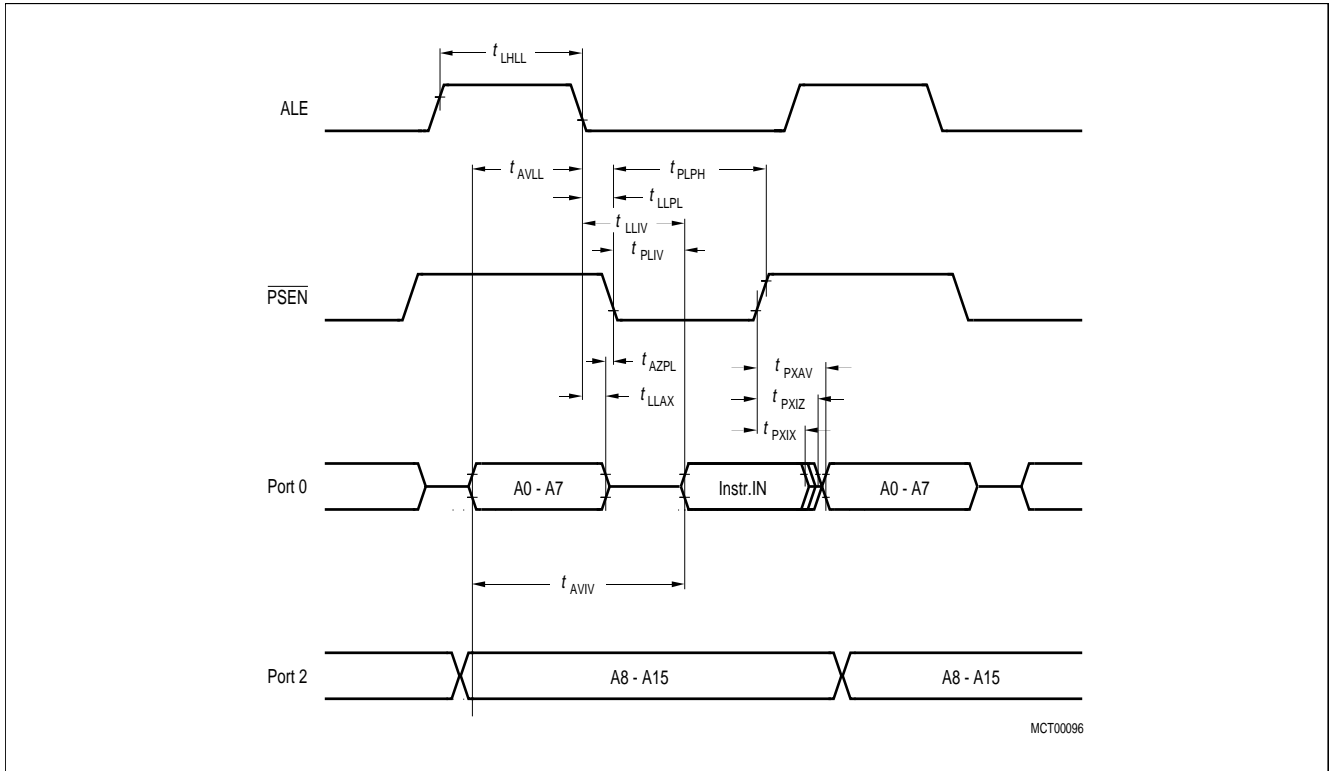 t LHLL
ALE
t AVLL
t PLPH
t LLPL
t LLIV
t PLIV
PSEN
t AZPL
t PXAV
t LLAX
t PXIZ
t PXIX
Port 0
A0 - A7
Instr.IN
A0 - A7
t AVIV
Port 2
A8 - A15
A8 - A15
MCT00096